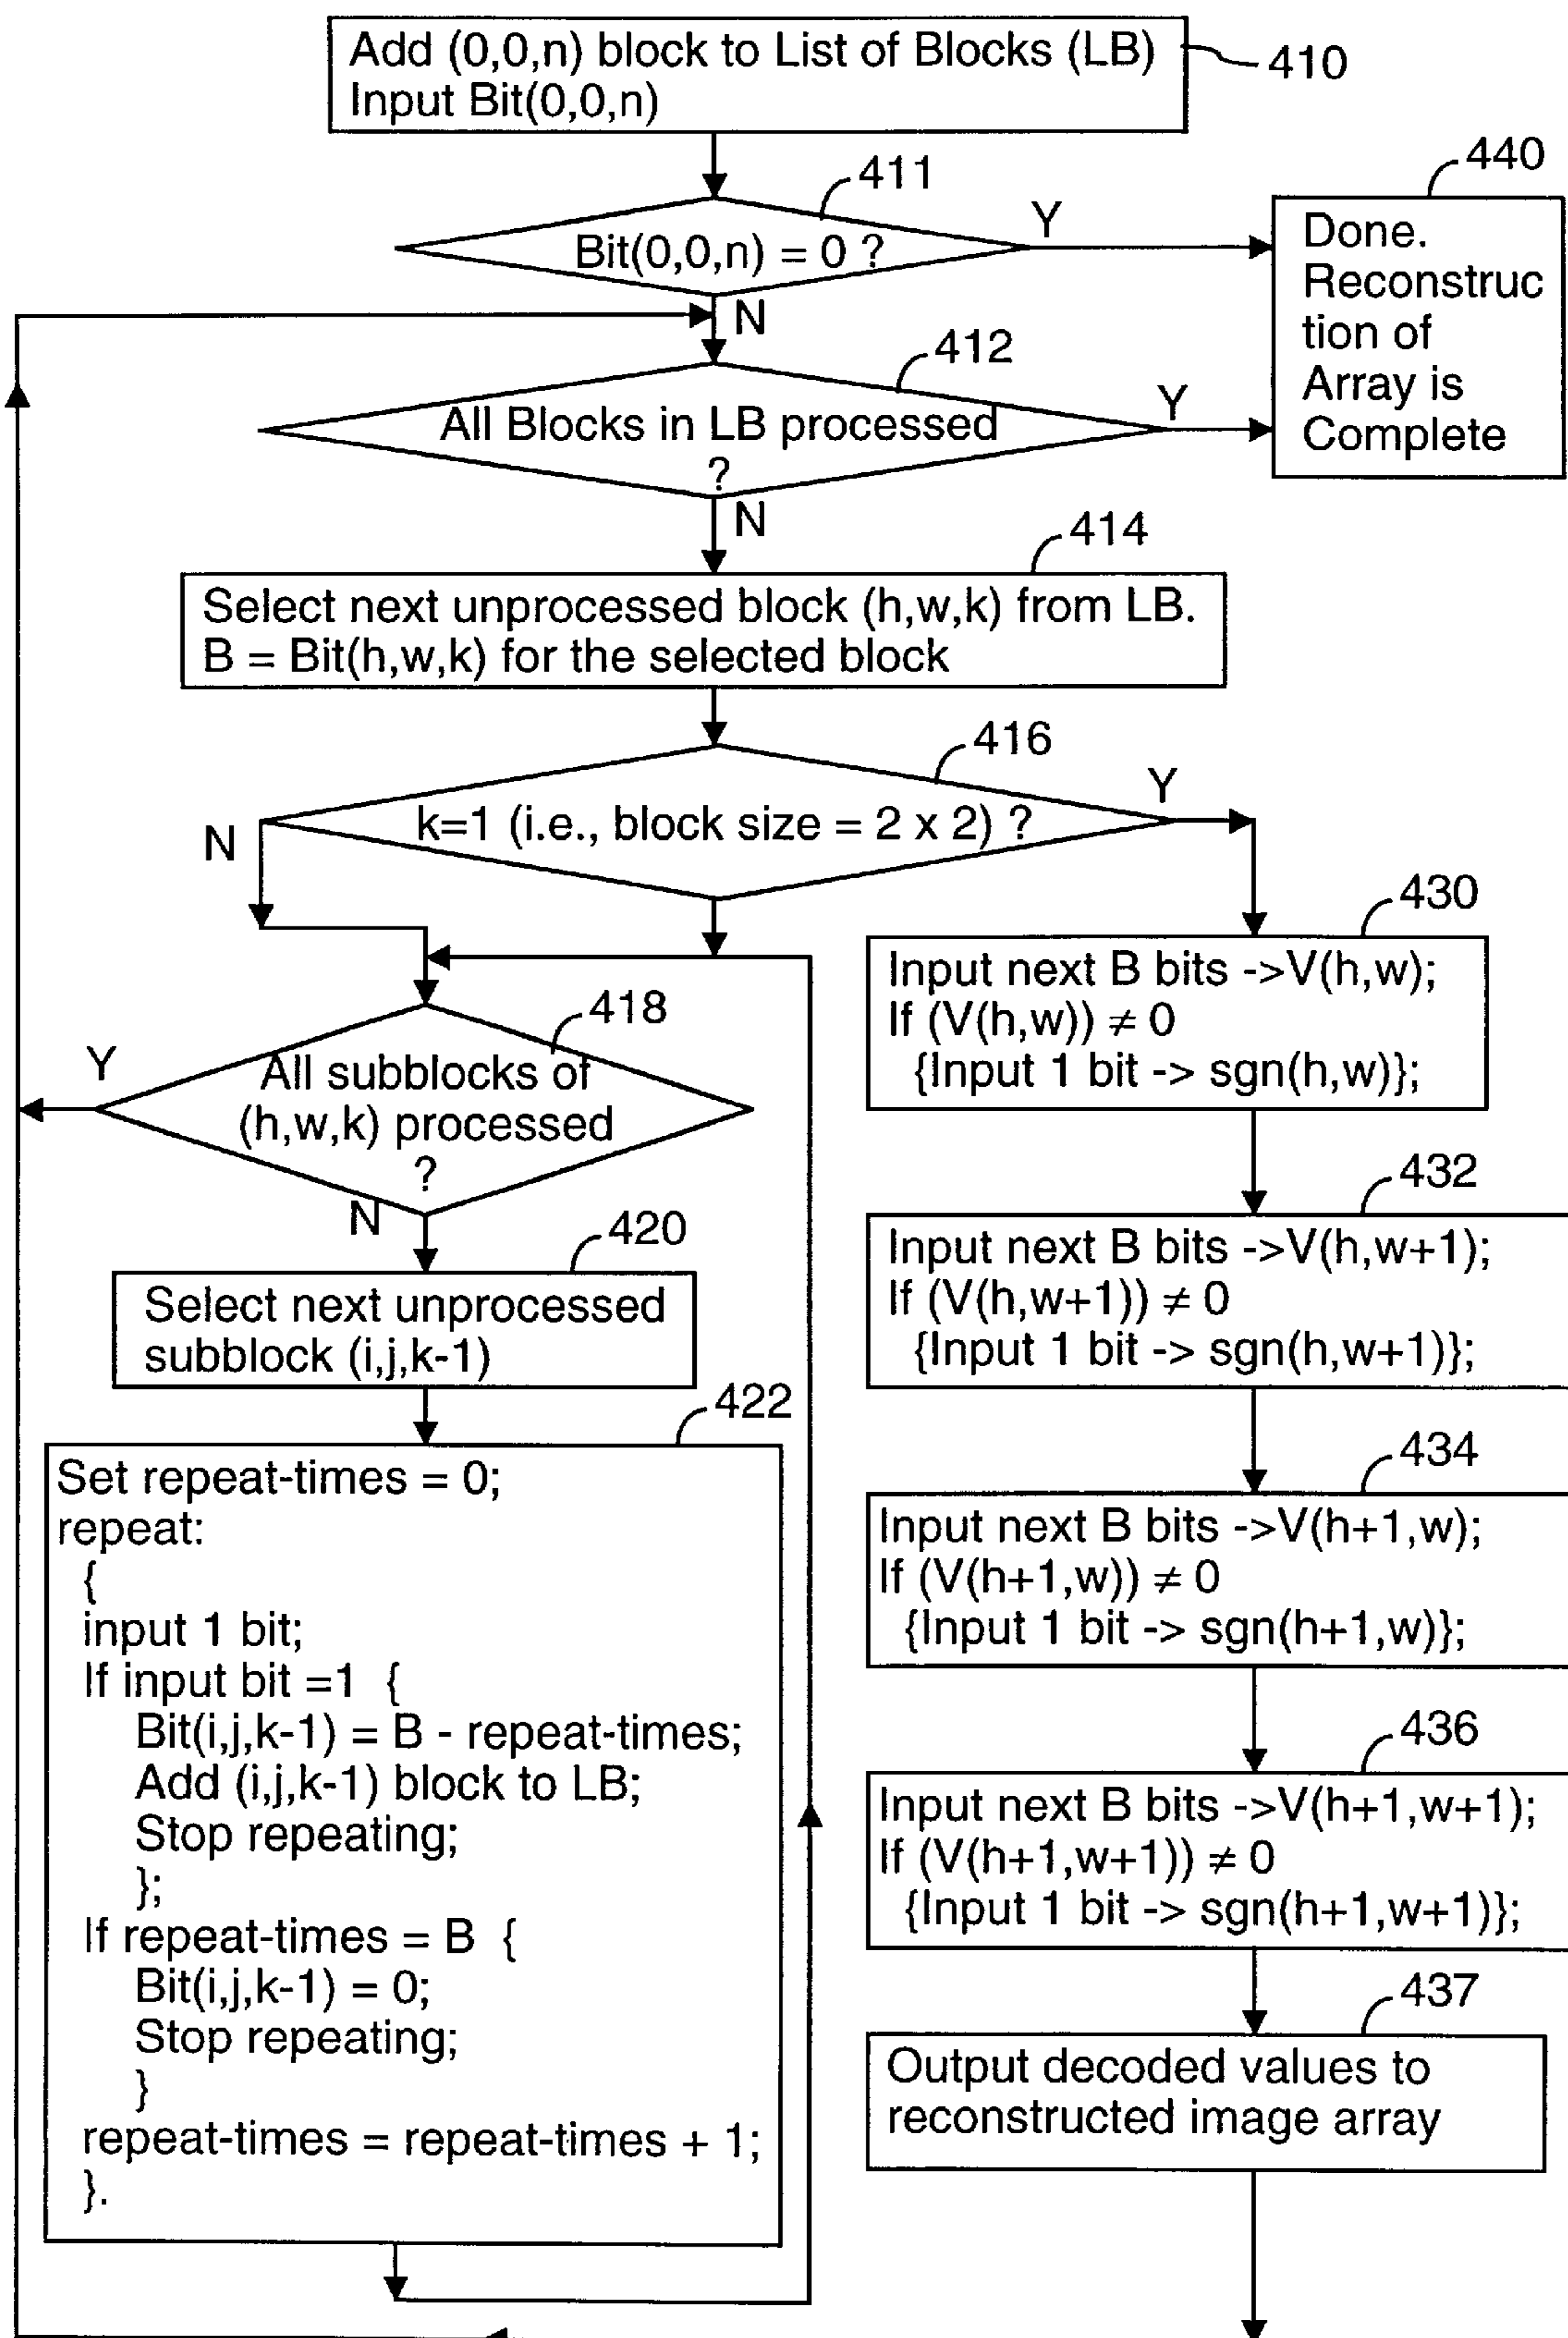 Add (0,0,n) block to List of Blocks (LB)
Input Bit(0,0,n)
410
411
Bit(0,0,n) = 0 ?
Y
N
440
Done.
Reconstruc
tion of
Array is
Complete
412
All Blocks in LB processed
?
Y
N
414
Select next unprocessed block (h,w,k) from LB.
B = Bit(h,w,k) for the selected block
416
k=1 (i.e., block size = 2 x 2) ?
Y
N
418
All subblocks of
(h,w,k) processed
?
Y
N
420
Select next unprocessed
subblock (i,j,k-1)
422
Set repeat-times = 0;
repeat:
{
input 1 bit;
If input bit =1 {
Bit(i,j,k-1) = B - repeat-times;
Add (i,j,k-1) block to LB;
Stop repeating;
};
If repeat-times = B {
Bit(i,j,k-1) = 0;
Stop repeating;
}
repeat-times = repeat-times + 1;
}.
430
Input next B bits ->V(h,w);
If (V(h,w)) ≠ 0
{Input 1 bit -> sgn(h,w)};
432
Input next B bits ->V(h,w+1);
If (V(h,w+1)) ≠ 0
{Input 1 bit -> sgn(h,w+1)};
434
Input next B bits ->V(h+1,w);
If (V(h+1,w)) ≠ 0
{Input 1 bit -> sgn(h+1,w)};
436
Input next B bits ->V(h+1,w+1);
If (V(h+1,w+1)) ≠ 0
{Input 1 bit -> sgn(h+1,w+1)};
437
Output decoded values to
reconstructed image array